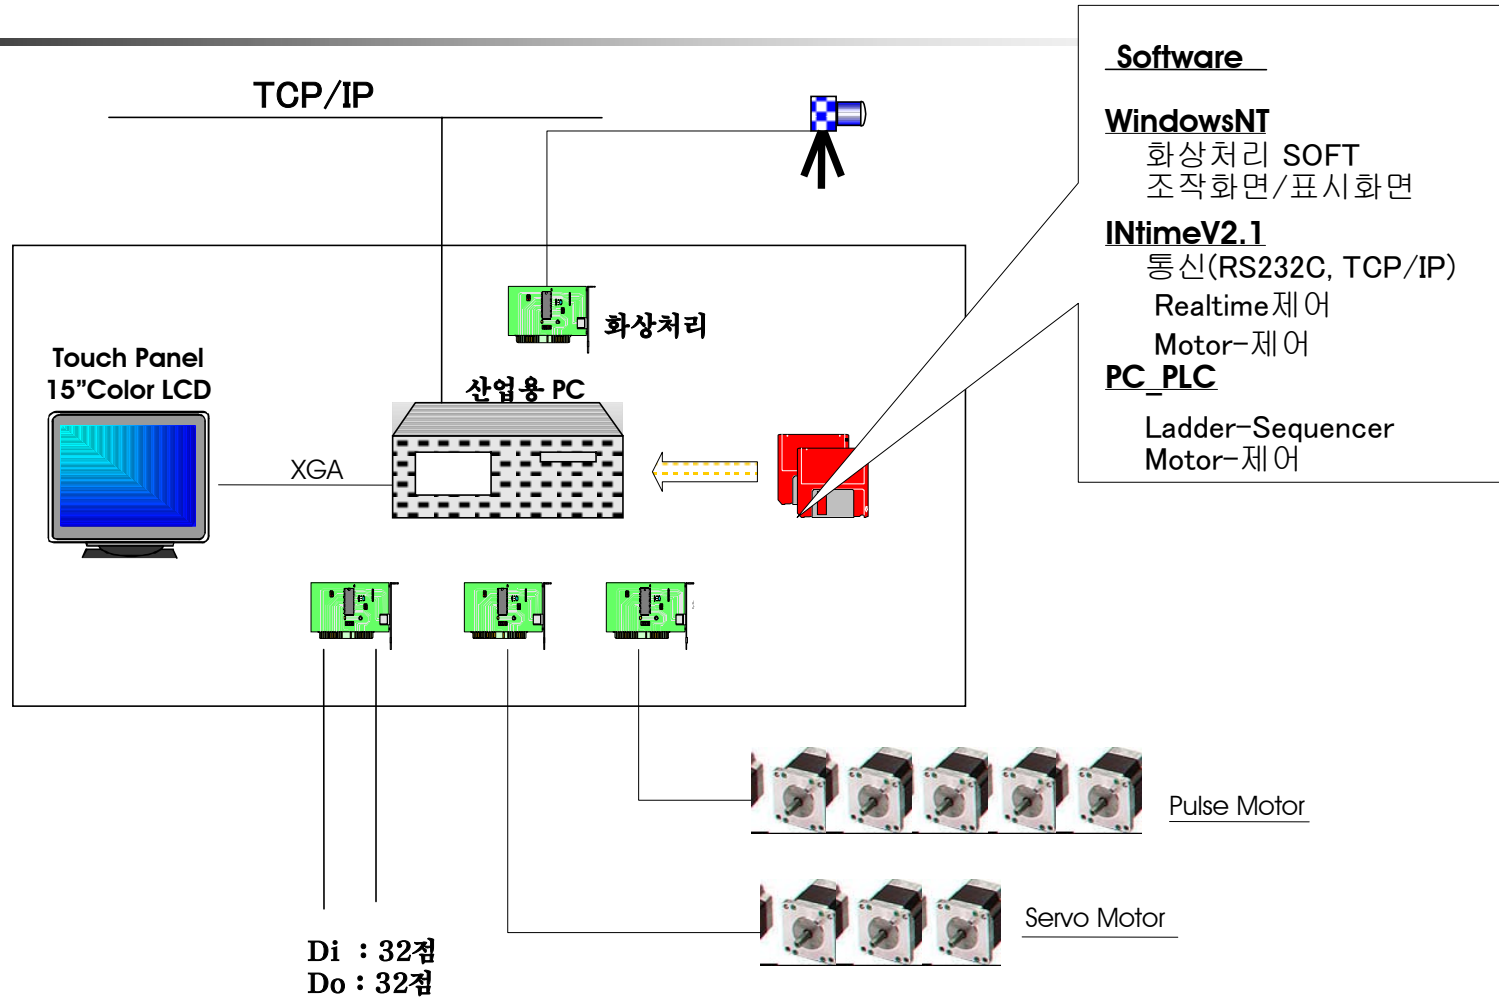 TCP/IP
Software
WindowsNT
화상처리 SOFT
조작화면/표시화면
INtimeV2.1
통신(RS232C, TCP/IP)
Realtime제어
Motor-제어
PC_PLC
Ladder-Sequencer
Motor-제어
화상처리
Touch Panel
15”Color LCD
산업용 PC
XGA
Pulse Motor
Servo Motor
Di : 32점
Do : 32점